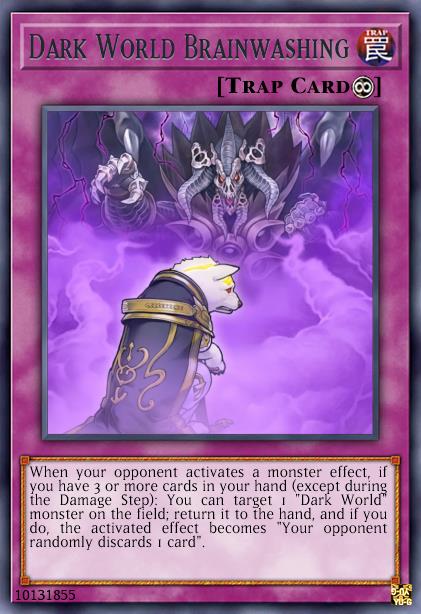 DARK WORLD BRAINWASHING
TRAP
罠
[TRAP CARD]
When your opponent activates a monster effect, if
you have 3 or more cards in your hand (except during
the Damage Step): You can target 1 "Dark World"
monster on the field; return it to the hand, and if you
do, the activated effect becomes "Your opponent
randomly discards 1 card".
10131855